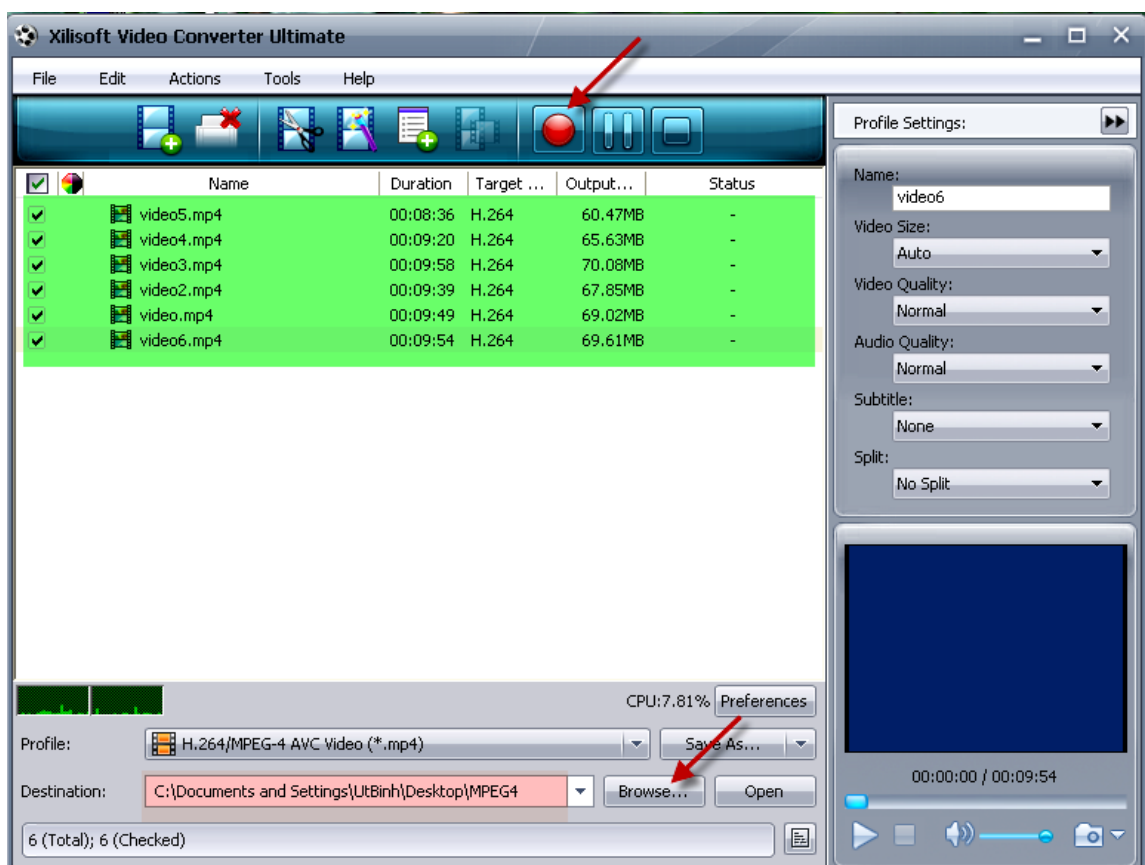 Xilisoft Video Converter Ultimate
File Edit Actions Tools Help
Name Duration Target ... Output... Status
video5.mp4 00:08:36 H.264 60.47MB -
video4.mp4 00:09:20 H.264 65.63MB -
video3.mp4 00:09:58 H.264 70.08MB -
video2.mp4 00:09:39 H.264 67.85MB -
video.mp4 00:09:49 H.264 69.02MB -
video6.mp4 00:09:54 H.264 69.61MB -
CPU:7.81% Preferences
Profile: H.264/MPEG-4 AVC Video (*.mp4) Save As...
Destination: C:\Documents and Settings\UtBinh\Desktop\MPEG4 Browse... Open
6 (Total); 6 (Checked)
Profile Settings:
Name:
video6
Video Size:
Auto
Video Quality:
Normal
Audio Quality:
Normal
Subtitle:
None
Split:
No Split
00:00:00 / 00:09:54